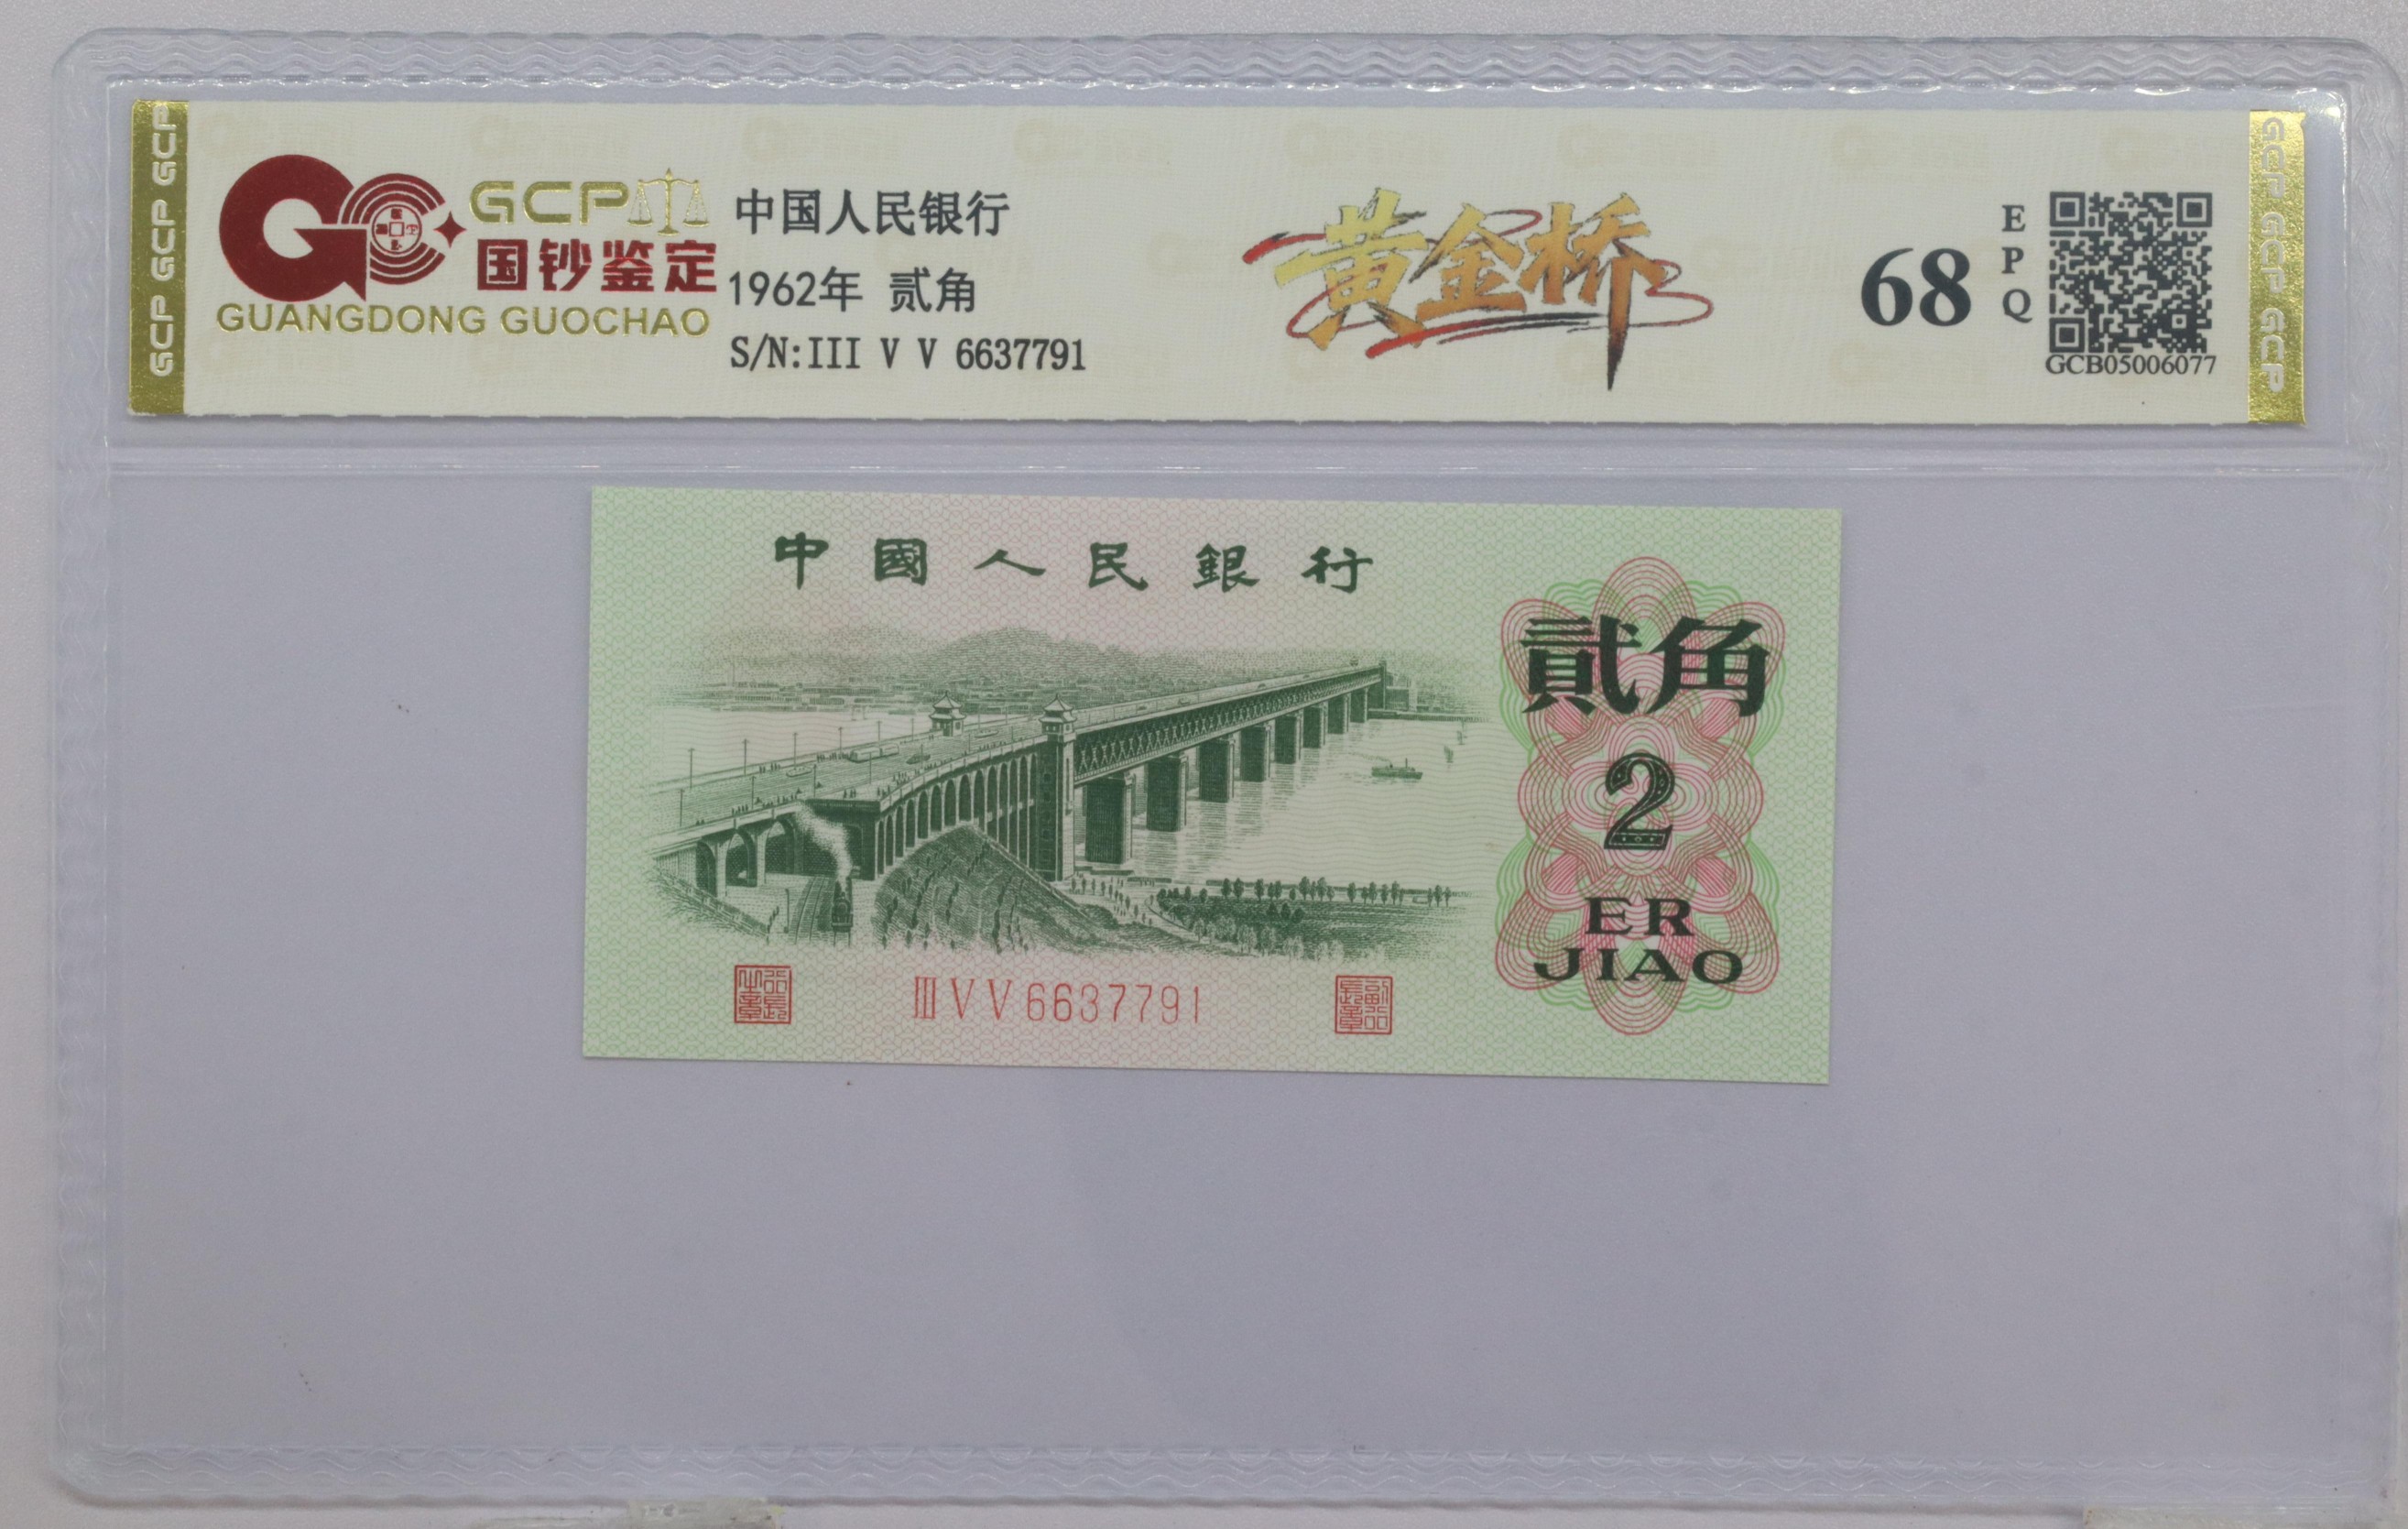 GCP GCP GCP
GCP
国钞鉴定
GUANGDONG GUOCHAO
中国人民银行
1962年 贰角
S/N:III V V 6637791
黄金桥
68
EPQ
GCB05006077
GCP GCP GCP
中國人民銀行
貳角
2
ER
JIAO
III V V 6637791